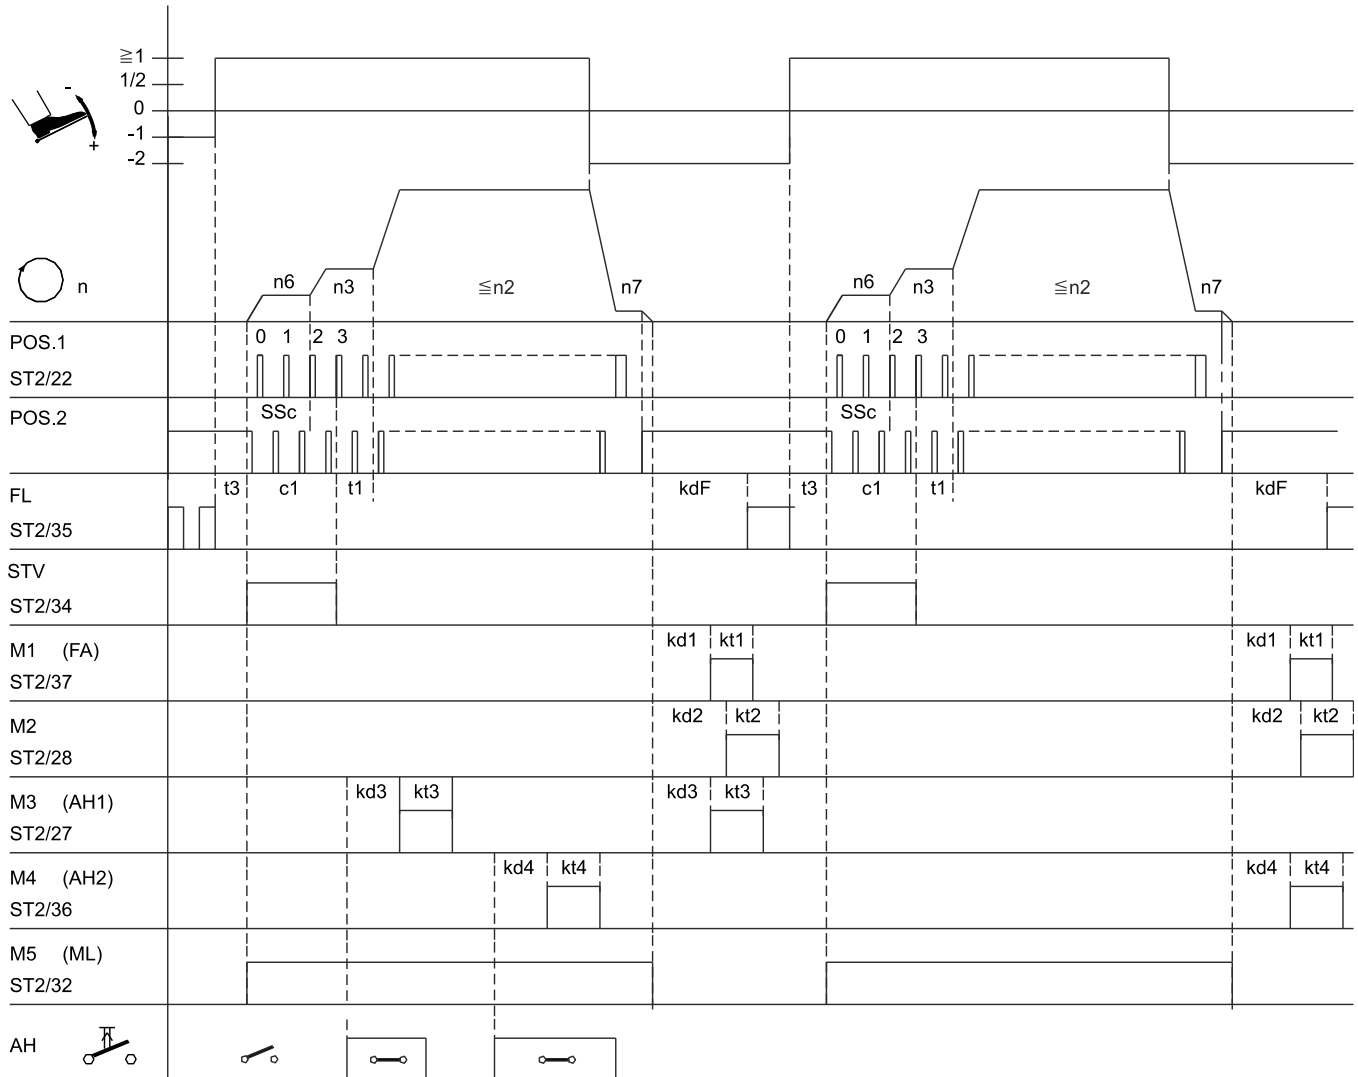 ≧1
1/2
0
-1
-2
-
+
n
n6
n3
≦n2
n7
n6
n3
≦n2
n7
POS.1
0 1 2 3
0 1 2 3
ST2/22
POS.2
SSc
SSc
FL
t3 c1 t1
kdF
t3 c1 t1
kdF
ST2/35
STV
ST2/34
M1 (FA)
kd1 kt1
kd1 kt1
ST2/37
M2
kd2 kt2
kd2 kt2
ST2/28
M3 (AH1)
kd3 kt3
kd3 kt3
ST2/27
M4 (AH2)
kd4 kt4
kd4 kt4
ST2/36
M5 (ML)
ST2/32
AH